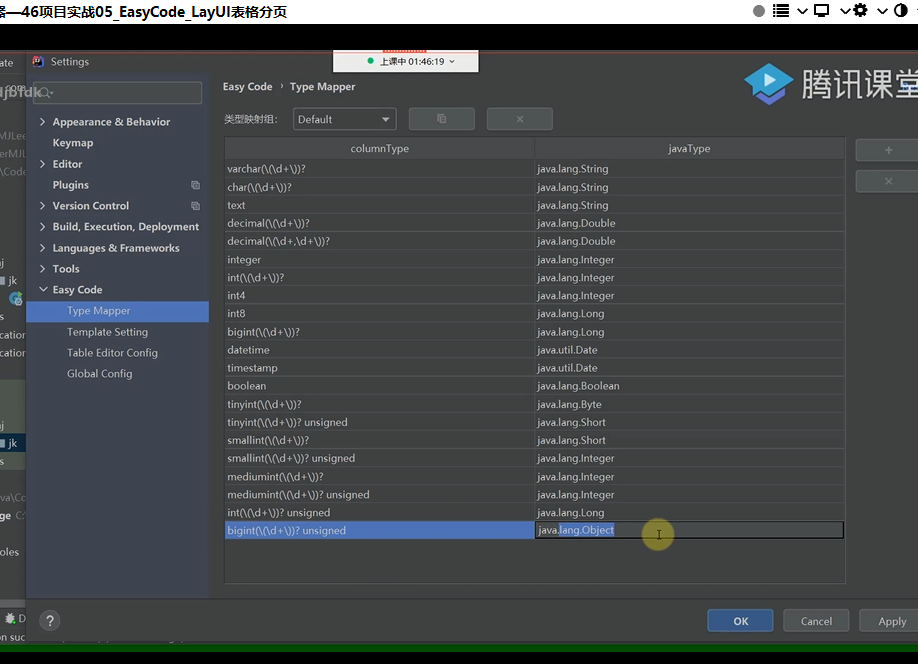 —46项目实战05_EasyCode_LayUI表格分页
Settings
上课中 01:46:19
腾讯课堂
Easy Code › Type Mapper
类型映射组: Default
Appearance & Behavior
Keymap
Editor
Plugins
Version Control
Build, Execution, Deployment
Languages & Frameworks
Tools
Easy Code
Type Mapper
Template Setting
Table Editor Config
Global Config
columnType javaType
varchar(\(\d+\))? java.lang.String
char(\(\d+\))? java.lang.String
text java.lang.String
decimal(\(\d+\))? java.lang.Double
decimal(\(\d+,\d+\))? java.lang.Double
integer java.lang.Integer
int(\(\d+\))? java.lang.Integer
int4 java.lang.Integer
int8 java.lang.Long
bigint(\(\d+\))? java.lang.Long
datetime java.util.Date
timestamp java.util.Date
boolean java.lang.Boolean
tinyint(\(\d+\))? java.lang.Byte
tinyint(\(\d+\))? unsigned java.lang.Short
smallint(\(\d+\))? java.lang.Short
smallint(\(\d+\))? unsigned java.lang.Integer
mediumint(\(\d+\))? java.lang.Integer
mediumint(\(\d+\))? unsigned java.lang.Integer
int(\(\d+\))? unsigned java.lang.Long
bigint(\(\d+\))? unsigned java.lang.Object
jk
jk
? OK Cancel Apply